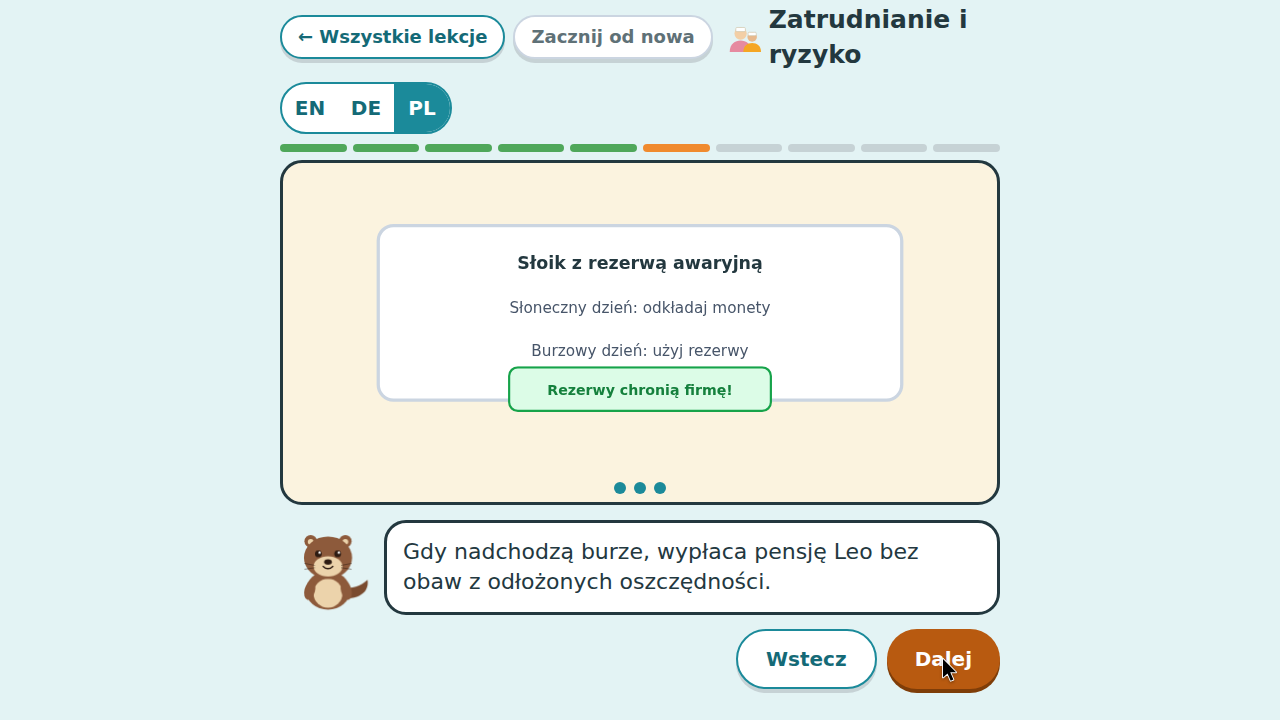 ← Wszystkie lekcje
Zacznij od nowa
Zatrudnianie i
ryzyko
EN DE PL
Słoik z rezerwą awaryjną
Słoneczny dzień: odkładaj monety
Burzowy dzień: użyj rezerwy
Rezerwy chronią firmę!
Gdy nadchodzą burze, wypłaca pensję Leo bez
obaw z odłożonych oszczędności.
Wstecz
Dalej